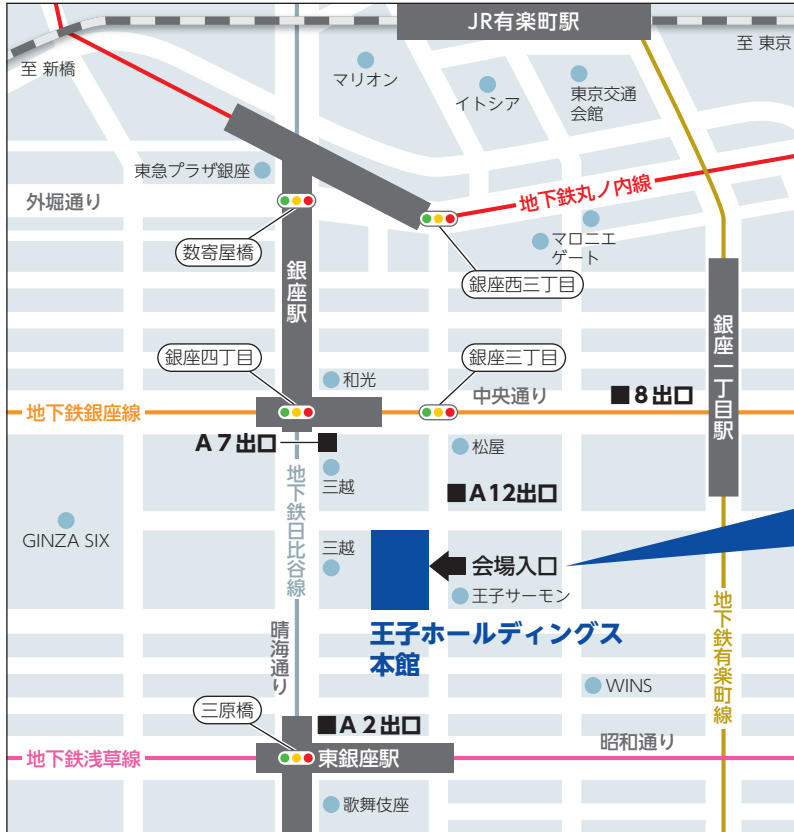 JR有楽町駅
至 新橋
至 東京
マリオン
イトシア
東京交通
会館
東急プラザ銀座
外堀通り
地下鉄丸ノ内線
数寄屋橋
マロニエ
ゲート
銀座西三丁目
銀座駅
銀座一丁目駅
銀座四丁目
銀座三丁目
和光
中央通り
8出口
地下鉄銀座線
A7出口
松屋
三越
A12出口
地下鉄日比谷線
GINZA SIX
三越
会場入口
王子サーモン
王子ホールディングス
本館
地下鉄有楽町線
晴海通り
WINS
三原橋
A2出口
昭和通り
地下鉄浅草線
東銀座駅
歌舞伎座